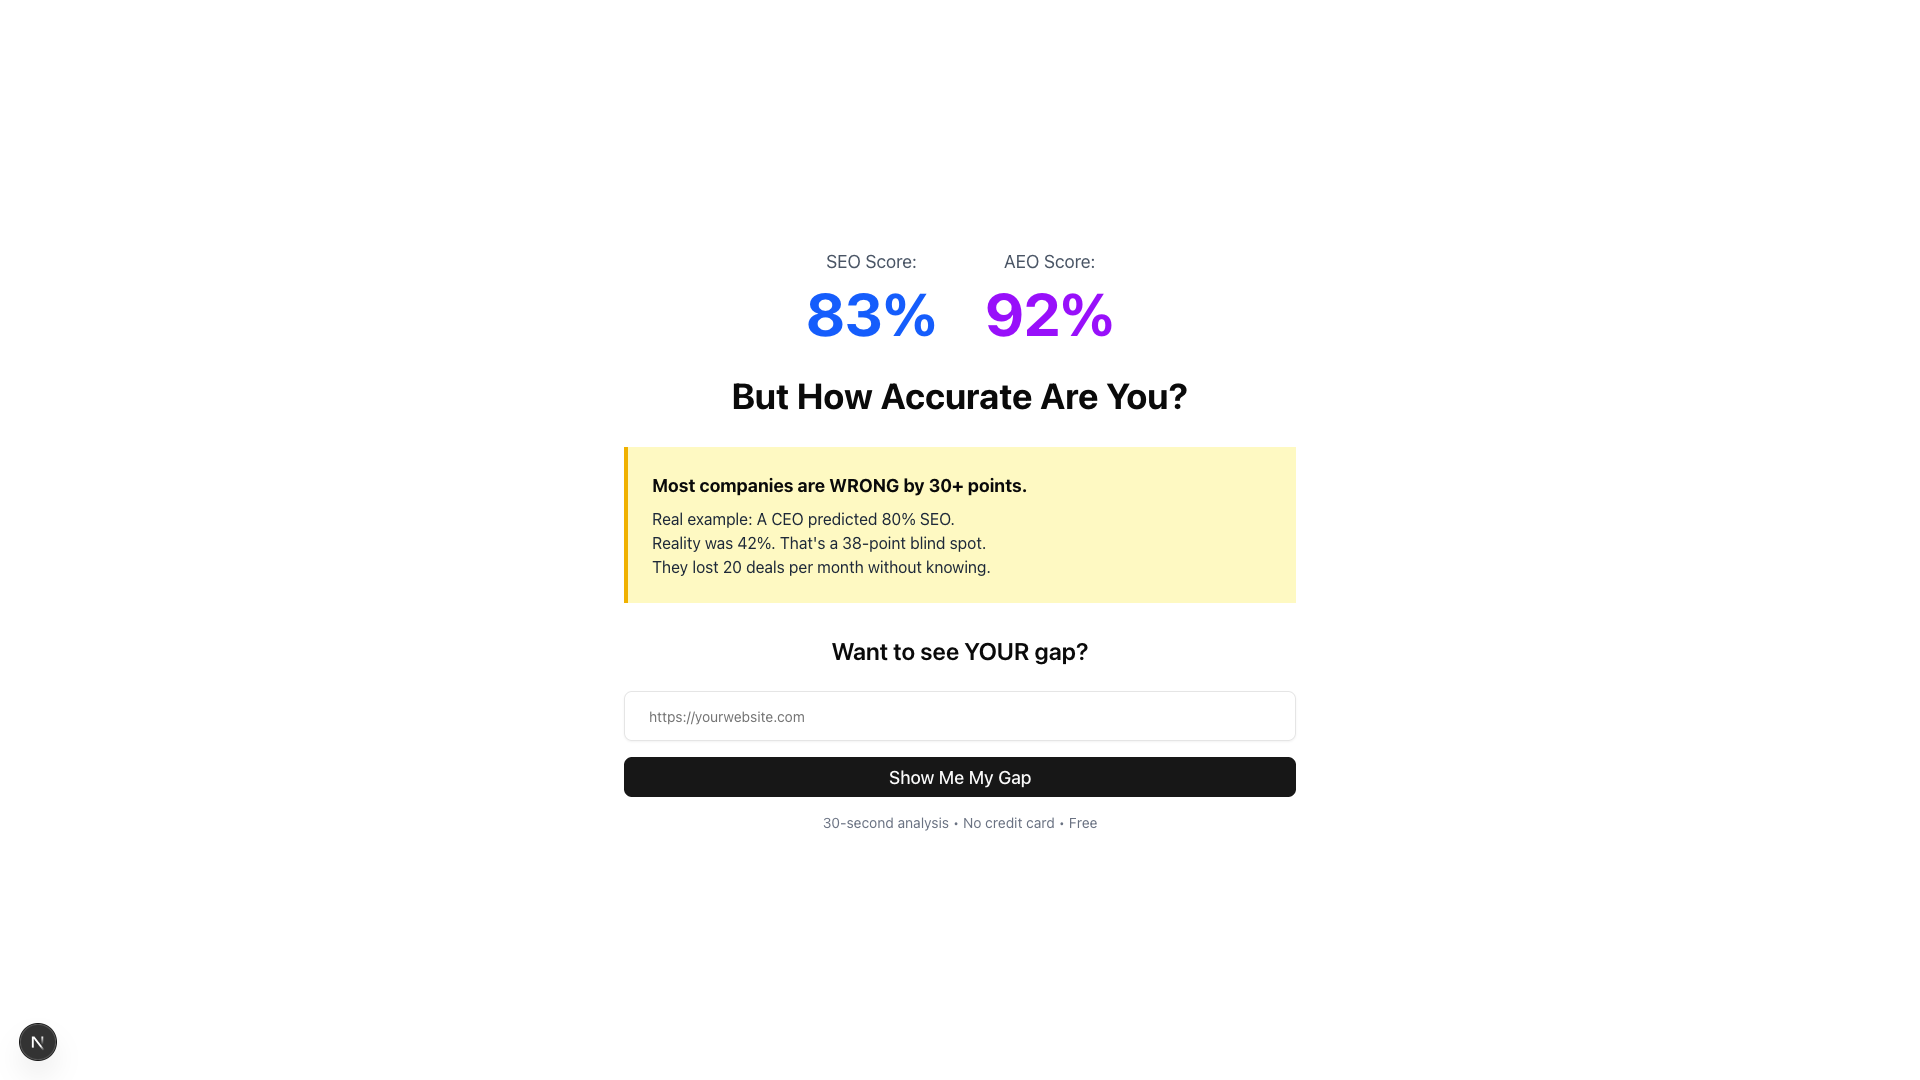 SEO Score:
AEO Score:
83%
92%
But How Accurate Are You?
Most companies are WRONG by 30+ points.
Real example: A CEO predicted 80% SEO.
Reality was 42%. That's a 38-point blind spot.
They lost 20 deals per month without knowing.
Want to see YOUR gap?
https://yourwebsite.com
Show Me My Gap
30-second analysis • No credit card • Free
N